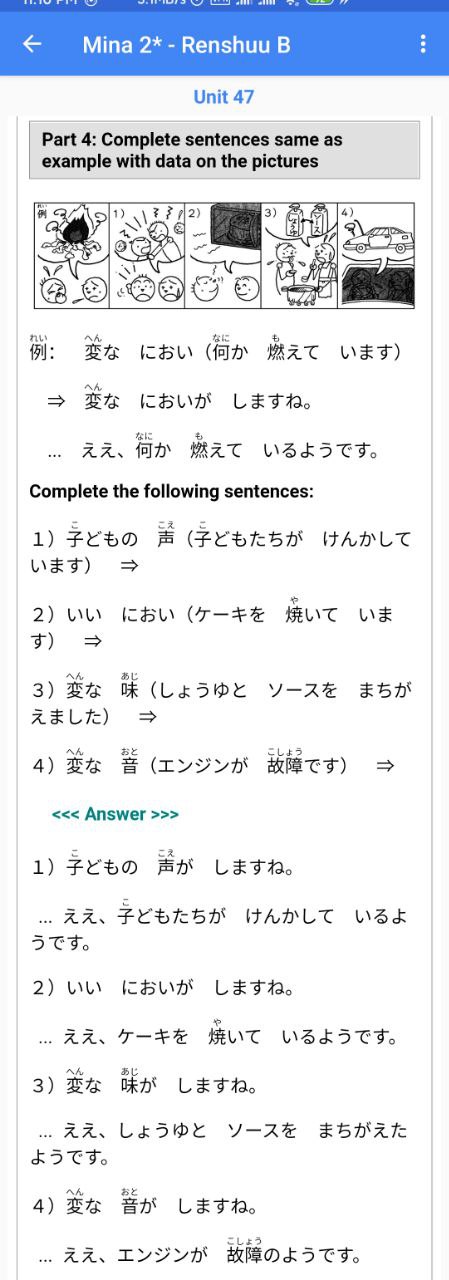 Mina 2* - Renshuu B
Unit 47
Part 4: Complete sentences same as
example with data on the pictures
例 1) 2) 3) 4)
しょうゆ ソース
例： 変な におい（何か 燃えて います）
⇒ 変な においが しますね。
... ええ、何か 燃えて いるようです。
Complete the following sentences:
１）子どもの 声（子どもたちが けんかして
います） ⇒
２）いい におい（ケーキを 焼いて いま
す） ⇒
３）変な 味（しょうゆと ソースを まちが
えました） ⇒
４）変な 音（エンジンが 故障です） ⇒
<<< Answer >>>
１）子どもの 声が しますね。
... ええ、子どもたちが けんかして いるよ
うです。
２）いい においが しますね。
... ええ、ケーキを 焼いて いるようです。
３）変な 味が しますね。
... ええ、しょうゆと ソースを まちがえた
ようです。
４）変な 音が しますね。
... ええ、エンジンが 故障のようです。